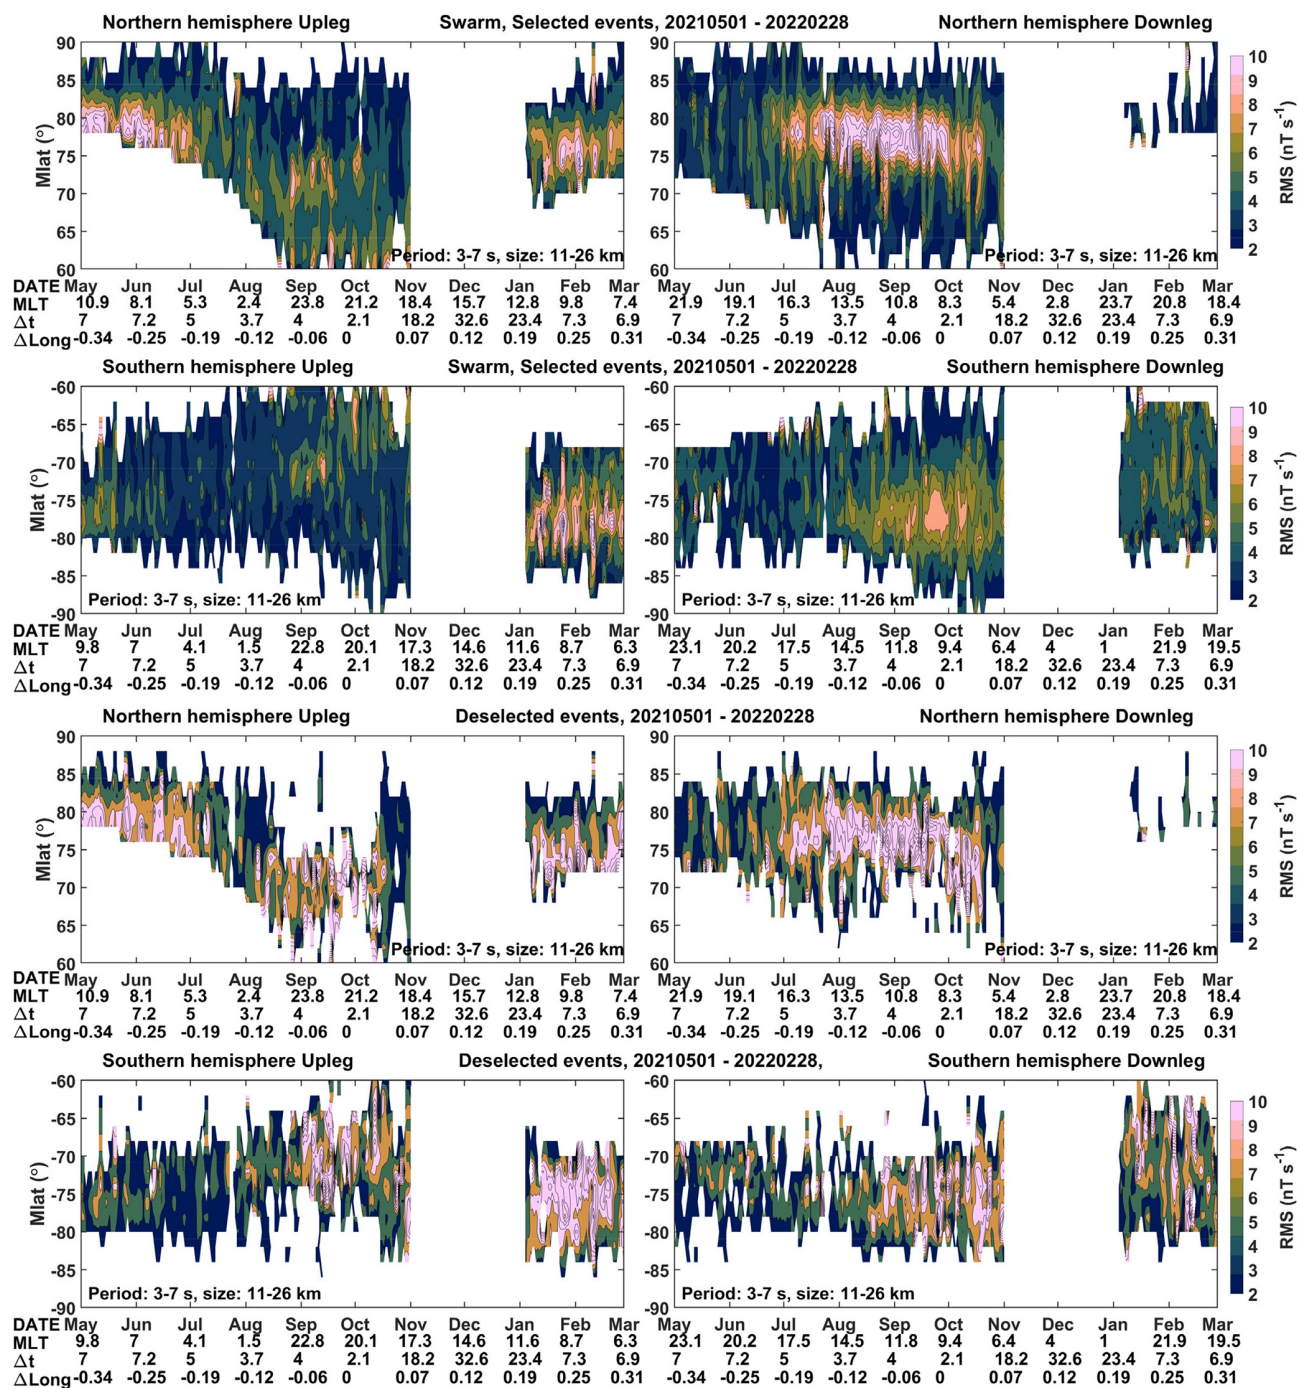 Northern hemisphere Upleg Swarm, Selected events, 20210501 - 20220228 Northern hemisphere Downleg
90 90 10
85 85 9
80 80 8
75 75 7
70 70 6
65 65 5
60 60 4
3
2
Mlat (°)
RMS (nT s⁻¹)
Period: 3-7 s, size: 11-26 km Period: 3-7 s, size: 11-26 km
DATE May Jun Jul Aug Sep Oct Nov Dec Jan Feb Mar May Jun Jul Aug Sep Oct Nov Dec Jan Feb Mar
MLT 10.9 8.1 5.3 2.4 23.8 21.2 18.4 15.7 12.8 9.8 7.4 21.9 19.1 16.3 13.5 10.8 8.3 5.4 2.8 23.7 20.8 18.4
Δt 7 7.2 5 3.7 4 2.1 18.2 32.6 23.4 7.3 6.9 7 7.2 5 3.7 4 2.1 18.2 32.6 23.4 7.3 6.9
ΔLong -0.34 -0.25 -0.19 -0.12 -0.06 0 0.07 0.12 0.19 0.25 0.31 -0.34 -0.25 -0.19 -0.12 -0.06 0 0.07 0.12 0.19 0.25 0.31
Southern hemisphere Upleg Swarm, Selected events, 20210501 - 20220228 Southern hemisphere Downleg
-60 -60 10
-65 -65 9
-70 -70 8
-75 -75 7
-80 -80 6
-85 -85 5
-90 -90 4
3
2
Mlat (°)
RMS (nT s⁻¹)
Period: 3-7 s, size: 11-26 km Period: 3-7 s, size: 11-26 km
DATE May Jun Jul Aug Sep Oct Nov Dec Jan Feb Mar May Jun Jul Aug Sep Oct Nov Dec Jan Feb Mar
MLT 9.8 7 4.1 1.5 22.8 20.1 17.3 14.6 11.6 8.7 6.3 23.1 20.2 17.5 14.5 11.8 9.4 6.4 4 1 21.9 19.5
Δt 7 7.2 5 3.7 4 2.1 18.2 32.6 23.4 7.3 6.9 7 7.2 5 3.7 4 2.1 18.2 32.6 23.4 7.3 6.9
ΔLong -0.34 -0.25 -0.19 -0.12 -0.06 0 0.07 0.12 0.19 0.25 0.31 -0.34 -0.25 -0.19 -0.12 -0.06 0 0.07 0.12 0.19 0.25 0.31
Northern hemisphere Upleg Deselected events, 20210501 - 20220228 Northern hemisphere Downleg
90 90 10
85 85 9
80 80 8
75 75 7
70 70 6
65 65 5
60 60 4
3
2
Mlat (°)
RMS (nT s⁻¹)
Period: 3-7 s, size: 11-26 km Period: 3-7 s, size: 11-26 km
DATE May Jun Jul Aug Sep Oct Nov Dec Jan Feb Mar May Jun Jul Aug Sep Oct Nov Dec Jan Feb Mar
MLT 10.9 8.1 5.3 2.4 23.8 21.2 18.4 15.7 12.8 9.8 7.4 21.9 19.1 16.3 13.5 10.8 8.3 5.4 2.8 23.7 20.8 18.4
Δt 7 7.2 5 3.7 4 2.1 18.2 32.6 23.4 7.3 6.9 7 7.2 5 3.7 4 2.1 18.2 32.6 23.4 7.3 6.9
ΔLong -0.34 -0.25 -0.19 -0.12 -0.06 0 0.07 0.12 0.19 0.25 0.31 -0.34 -0.25 -0.19 -0.12 -0.06 0 0.07 0.12 0.19 0.25 0.31
Southern hemisphere Upleg Deselected events, 20210501 - 20220228, Southern hemisphere Downleg
-60 -60 10
-65 -65 9
-70 -70 8
-75 -75 7
-80 -80 6
-85 -85 5
-90 -90 4
3
2
Mlat (°)
RMS (nT s⁻¹)
Period: 3-7 s, size: 11-26 km Period: 3-7 s, size: 11-26 km
DATE May Jun Jul Aug Sep Oct Nov Dec Jan Feb Mar May Jun Jul Aug Sep Oct Nov Dec Jan Feb Mar
MLT 9.8 7 4.1 1.5 22.8 20.1 17.3 14.6 11.6 8.7 6.3 23.1 20.2 17.5 14.5 11.8 9.4 6.4 4 1 21.9 19.5
Δt 7 7.2 5 3.7 4 2.1 18.2 32.6 23.4 7.3 6.9 7 7.2 5 3.7 4 2.1 18.2 32.6 23.4 7.3 6.9
ΔLong -0.34 -0.25 -0.19 -0.12 -0.06 0 0.07 0.12 0.19 0.25 0.31 -0.34 -0.25 -0.19 -0.12 -0.06 0 0.07 0.12 0.19 0.25 0.31